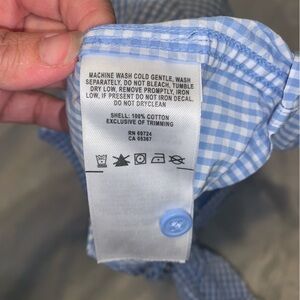 MACHINE WASH COLD GENTLE, WASH
SEPARATELY, DO NOT BLEACH, TUMBLE
DRY LOW, REMOVE PROMPTLY, IRON
LOW, IF PRESENT DO NOT IRON DECAL.
DO NOT DRYCLEAN
SHELL: 100% COTTON
EXCLUSIVE OF TRIMMING
RN 69724
CA 05367